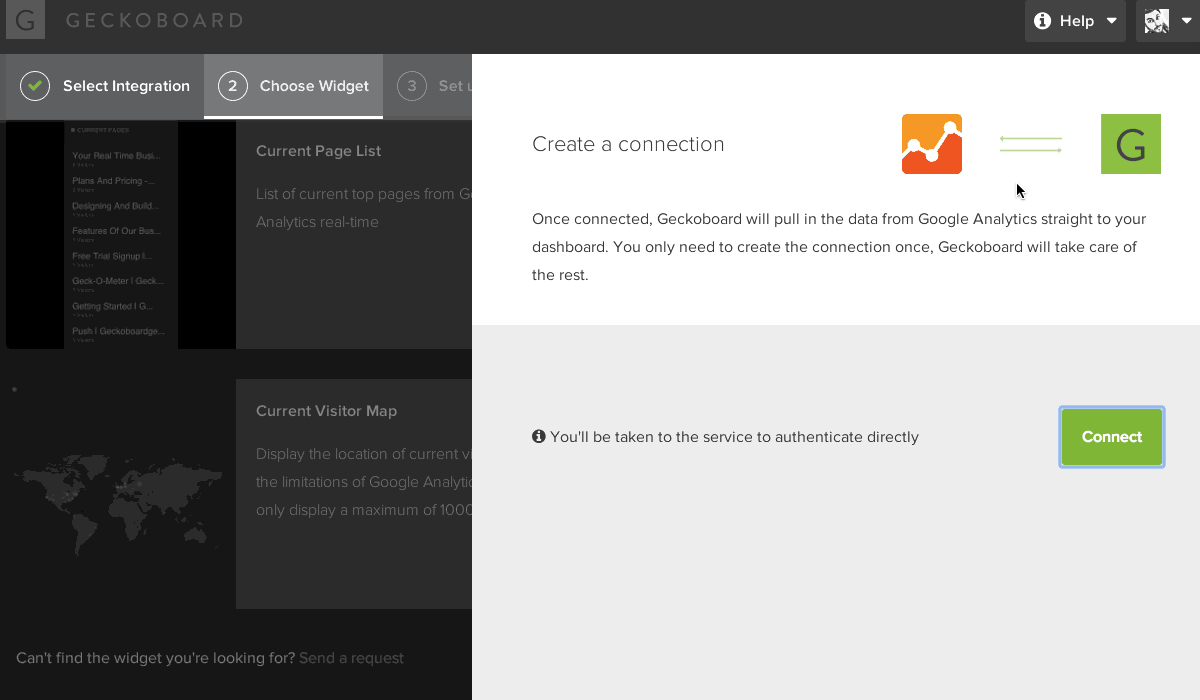 G GECKOBOARD
Help
Select Integration
2 Choose Widget
3 Set u
CURRENT PAGES
Your Real Time Busi...
Plans And Pricing -...
Designing And Build...
Features Of Our Bus...
Free Trial Signup I...
Geck-O-Meter | Geck...
Getting Started | G...
Push | Geckoboardge...
Current Page List
List of current top pages from Go
Analytics real-time
Current Visitor Map
Display the location of current vi
the limitations of Google Analytic
only display a maximum of 1000
Can't find the widget you're looking for? Send a request
Create a connection
G
Once connected, Geckoboard will pull in the data from Google Analytics straight to your
dashboard. You only need to create the connection once, Geckoboard will take care of
the rest.
You'll be taken to the service to authenticate directly
Connect